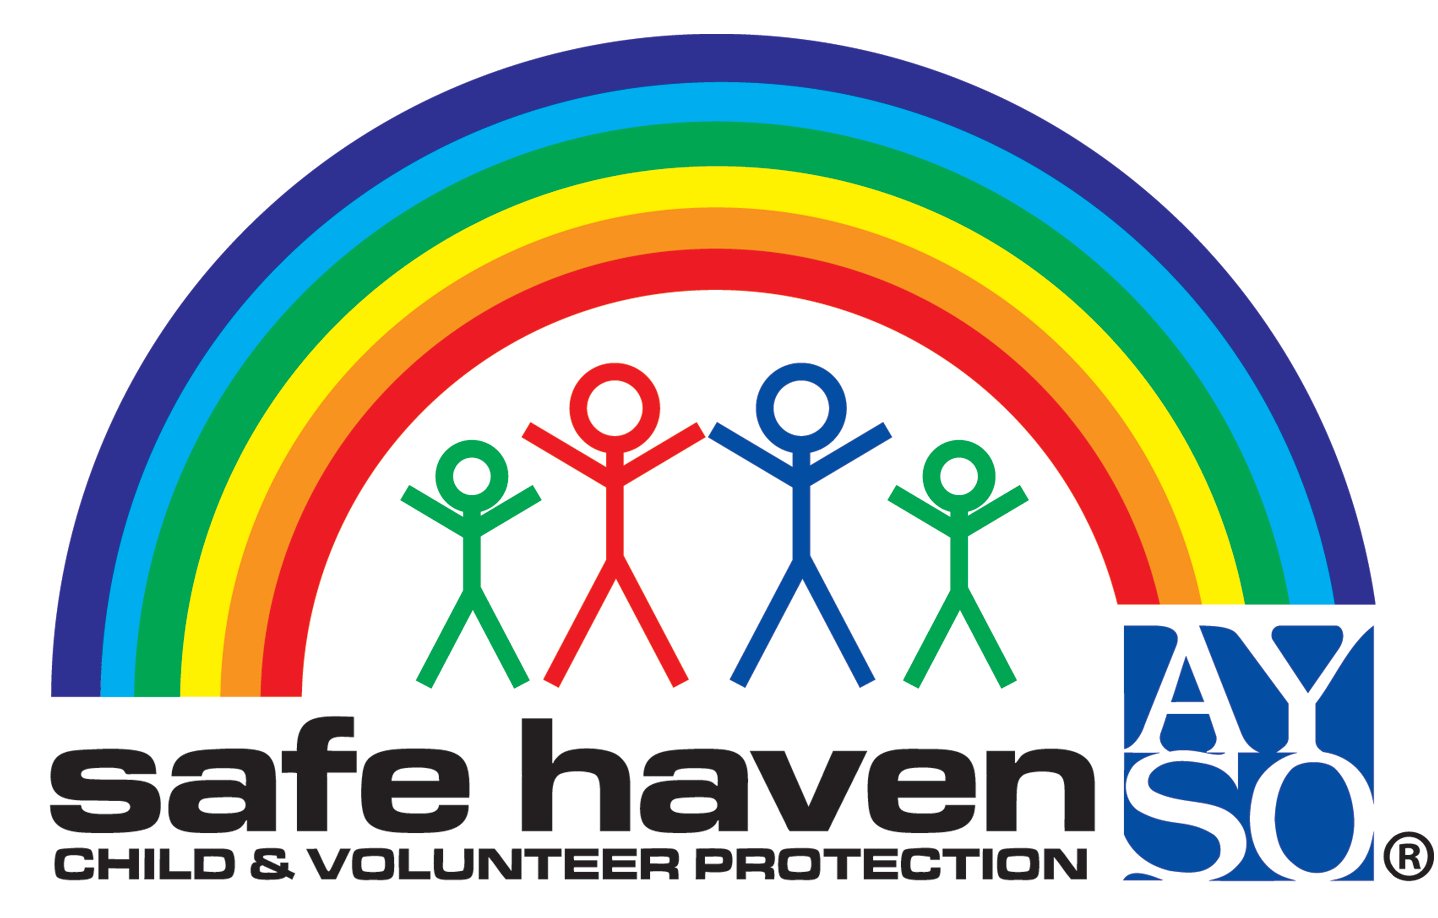 safe haven
CHILD & VOLUNTEER PROTECTION
AY
SO
®